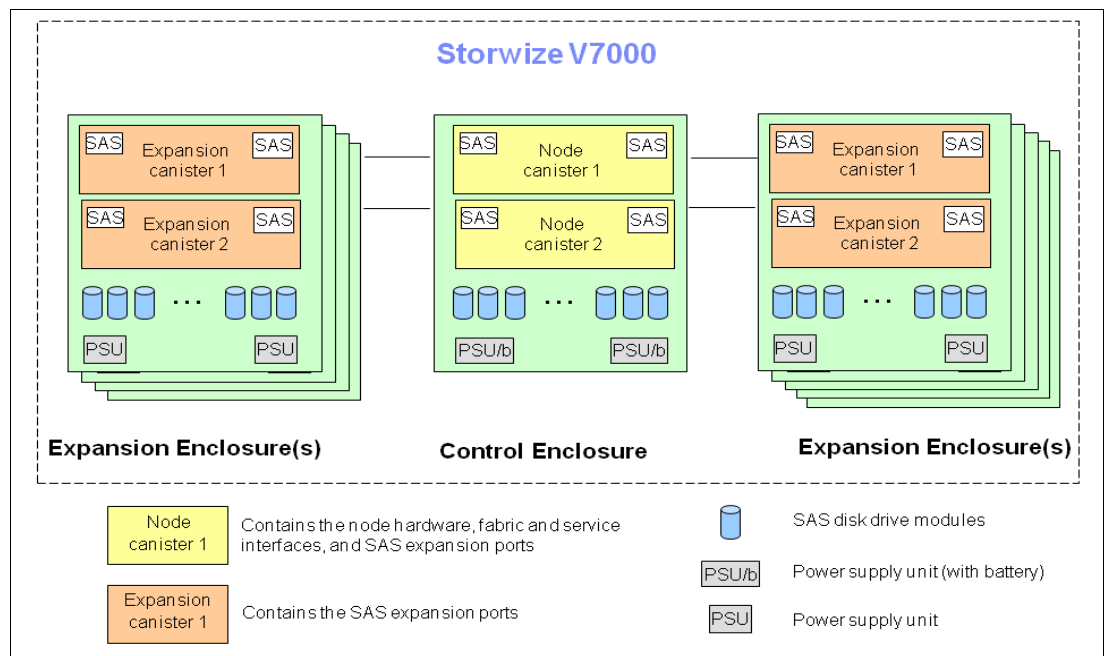 Storwize V7000
SAS
SAS
Expansion
canister 1
SAS
SAS
Expansion
canister 2
...
PSU
PSU
Expansion Enclosure(s)
SAS
SAS
Node
canister 1
SAS
SAS
Node
canister 2
...
PSU/b
PSU/b
Control Enclosure
SAS
SAS
Expansion
canister 1
SAS
SAS
Expansion
canister 2
...
PSU
PSU
Expansion Enclosure(s)
Node
canister 1
Contains the node hardware, fabric and service
interfaces, and SAS expansion ports
Expansion
canister 1
Contains the SAS expansion ports
SAS disk drive modules
PSU/b
Power supply unit (with battery)
PSU
Power supply unit